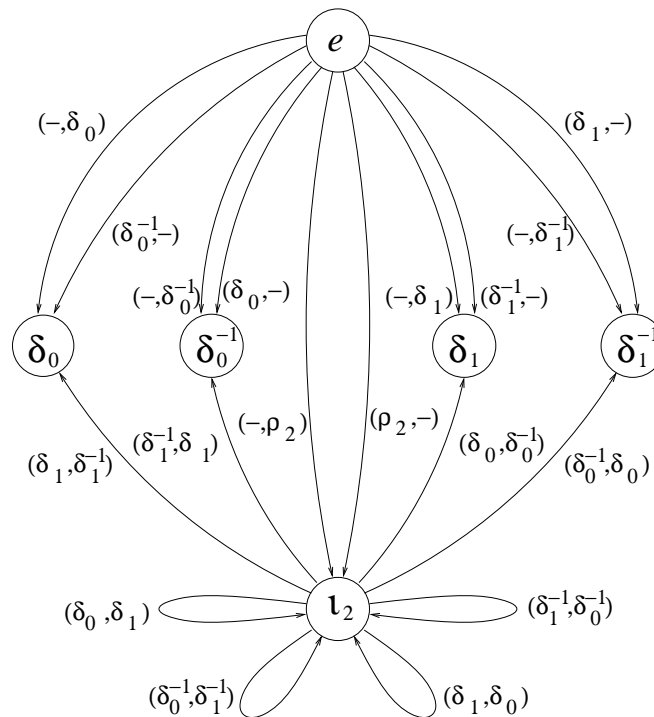 e
(–,δ₀) (δ₁,–)
(δ₀⁻¹,–) (–,δ₁⁻¹)
(–,δ₀⁻¹) (δ₀,–) (–,δ₁) (δ₁⁻¹,–)
δ₀ δ₀⁻¹ δ₁ δ₁⁻¹
(δ₁,δ₁⁻¹) (δ₁⁻¹,δ₁) (–,ρ₂) (ρ₂,–) (δ₀,δ₀⁻¹) (δ₀⁻¹,δ₀)
(δ₀,δ₁) ι₂ (δ₁⁻¹,δ₀⁻¹)
(δ₀⁻¹,δ₁⁻¹) (δ₁,δ₀)